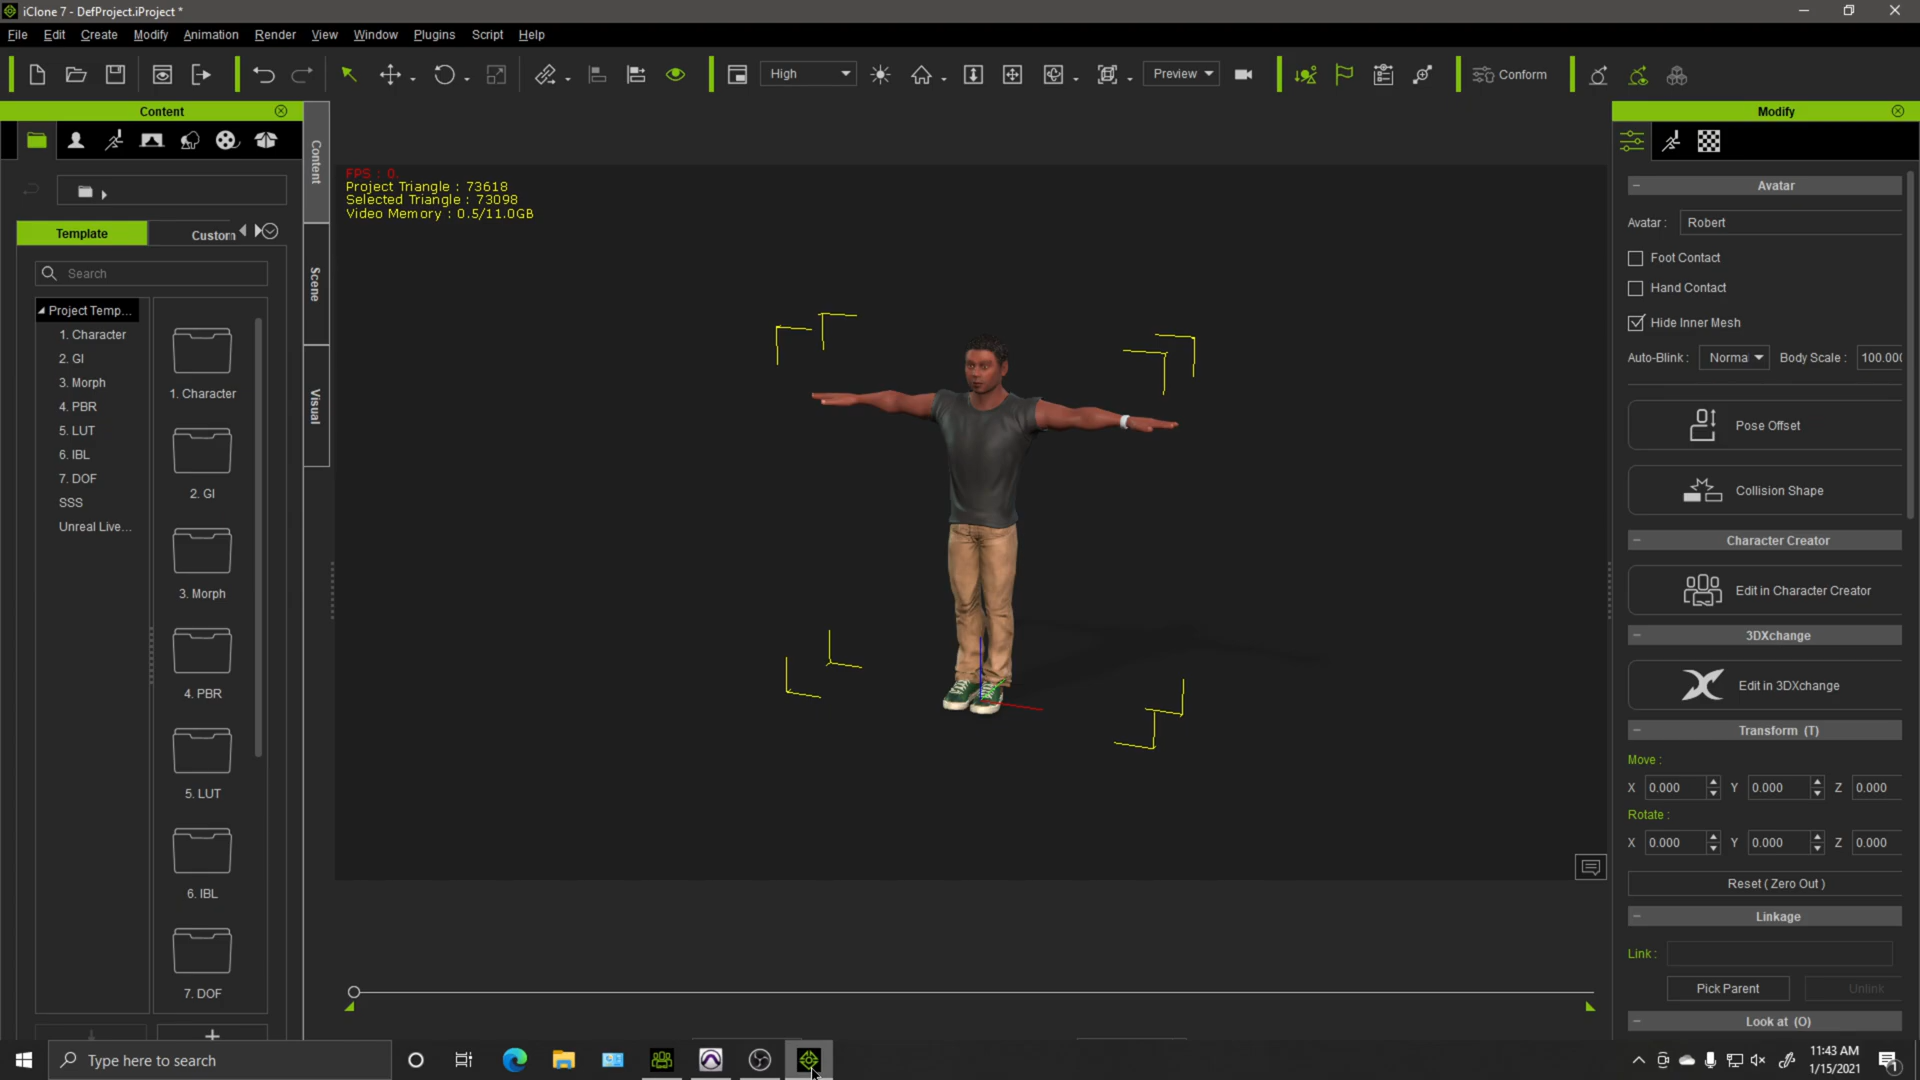 iClone 7 - DefProject.iProject *
File Edit Create Modify Animation Render View Window Plugins Script Help
High
Preview
Conform
Content
Modify
Template
Custom
Search
Project Temp...
1. Character
2. GI
3. Morph
4. PBR
5. LUT
6. IBL
7. DOF
SSS
Unreal Live...
1. Character
2. GI
3. Morph
4. PBR
5. LUT
6. IBL
7. DOF
Content
Scene
Visual
FPS : 0.
Project Triangle : 73618
Selected Triangle : 73098
Video Memory : 0.5/11.0GB
Avatar
Avatar : Robert
Foot Contact
Hand Contact
Hide Inner Mesh
Auto-Blink : Norma Body Scale : 100.00
Pose Offset
Collision Shape
Character Creator
Edit in Character Creator
3DXchange
Edit in 3DXchange
Transform (T)
Move :
X 0.000 Y 0.000 Z 0.000
Rotate :
X 0.000 Y 0.000 Z 0.000
Reset ( Zero Out )
Linkage
Link :
Pick Parent Unlink
Look at (O)
Type here to search
11:43 AM
1/15/2021
1